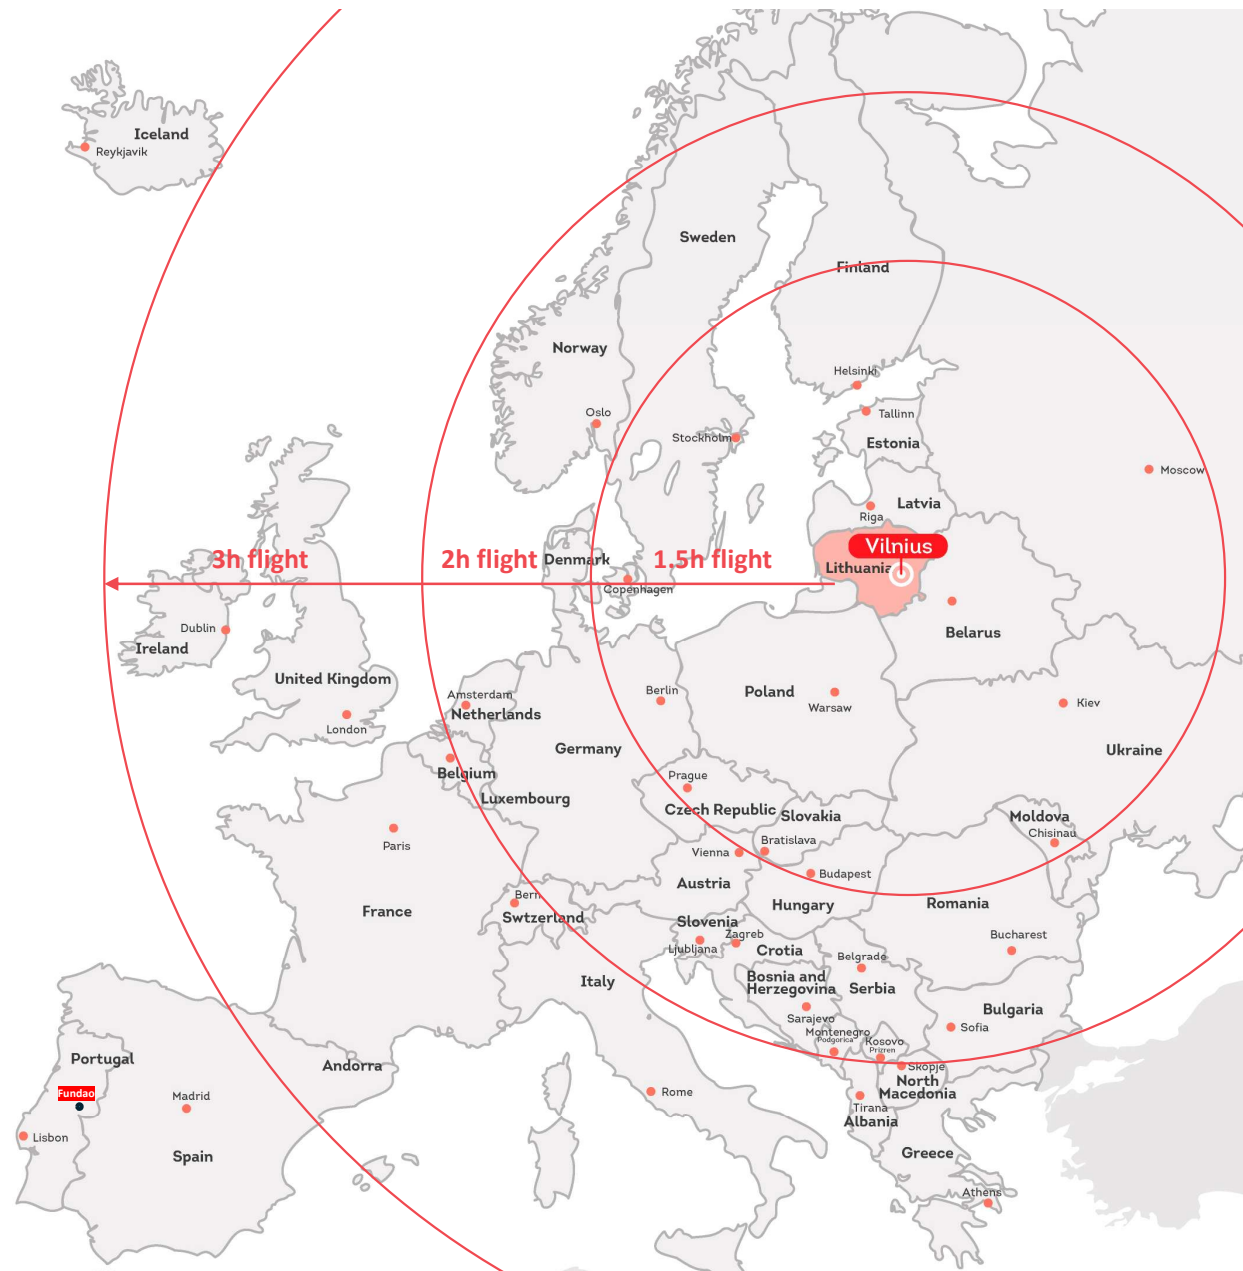 Iceland
Reykjavik
Sweden
Finland
Norway
Helsinki
Oslo
Tallinn
Stockholm
Estonia
Moscow
Latvia
Riga
Vilnius
3h flight
2h flight
Denmark
1.5h flight
Lithuania
Copenhagen
Dublin
Belarus
Ireland
United Kingdom
Amsterdam
Berlin
Poland
Netherlands
Warsaw
Kiev
London
Germany
Ukraine
Belgium
Prague
Luxembourg
Czech Republic
Slovakia
Moldova
Chisinau
Paris
Bratislava
Vienna
Budapest
Austria
Bern
Hungary
Romania
France
Swtzerland
Slovenia
Zagreb
Bucharest
Ljubljana
Crotia
Belgrade
Italy
Bosnia and
Herzegovina
Serbia
Bulgaria
Sarajevo
Sofia
Montenegro
Podgorica
Kosovo
Prizren
Portugal
Andorra
Skopje
North
Macedonia
Fundao
Madrid
Rome
Tirana
Albania
Lisbon
Spain
Greece
Athens